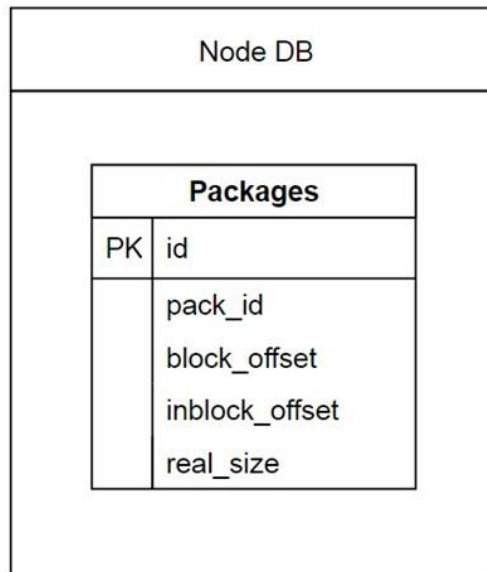 Node DB
Packages
PK id
pack_id
block_offset
inblock_offset
real_size